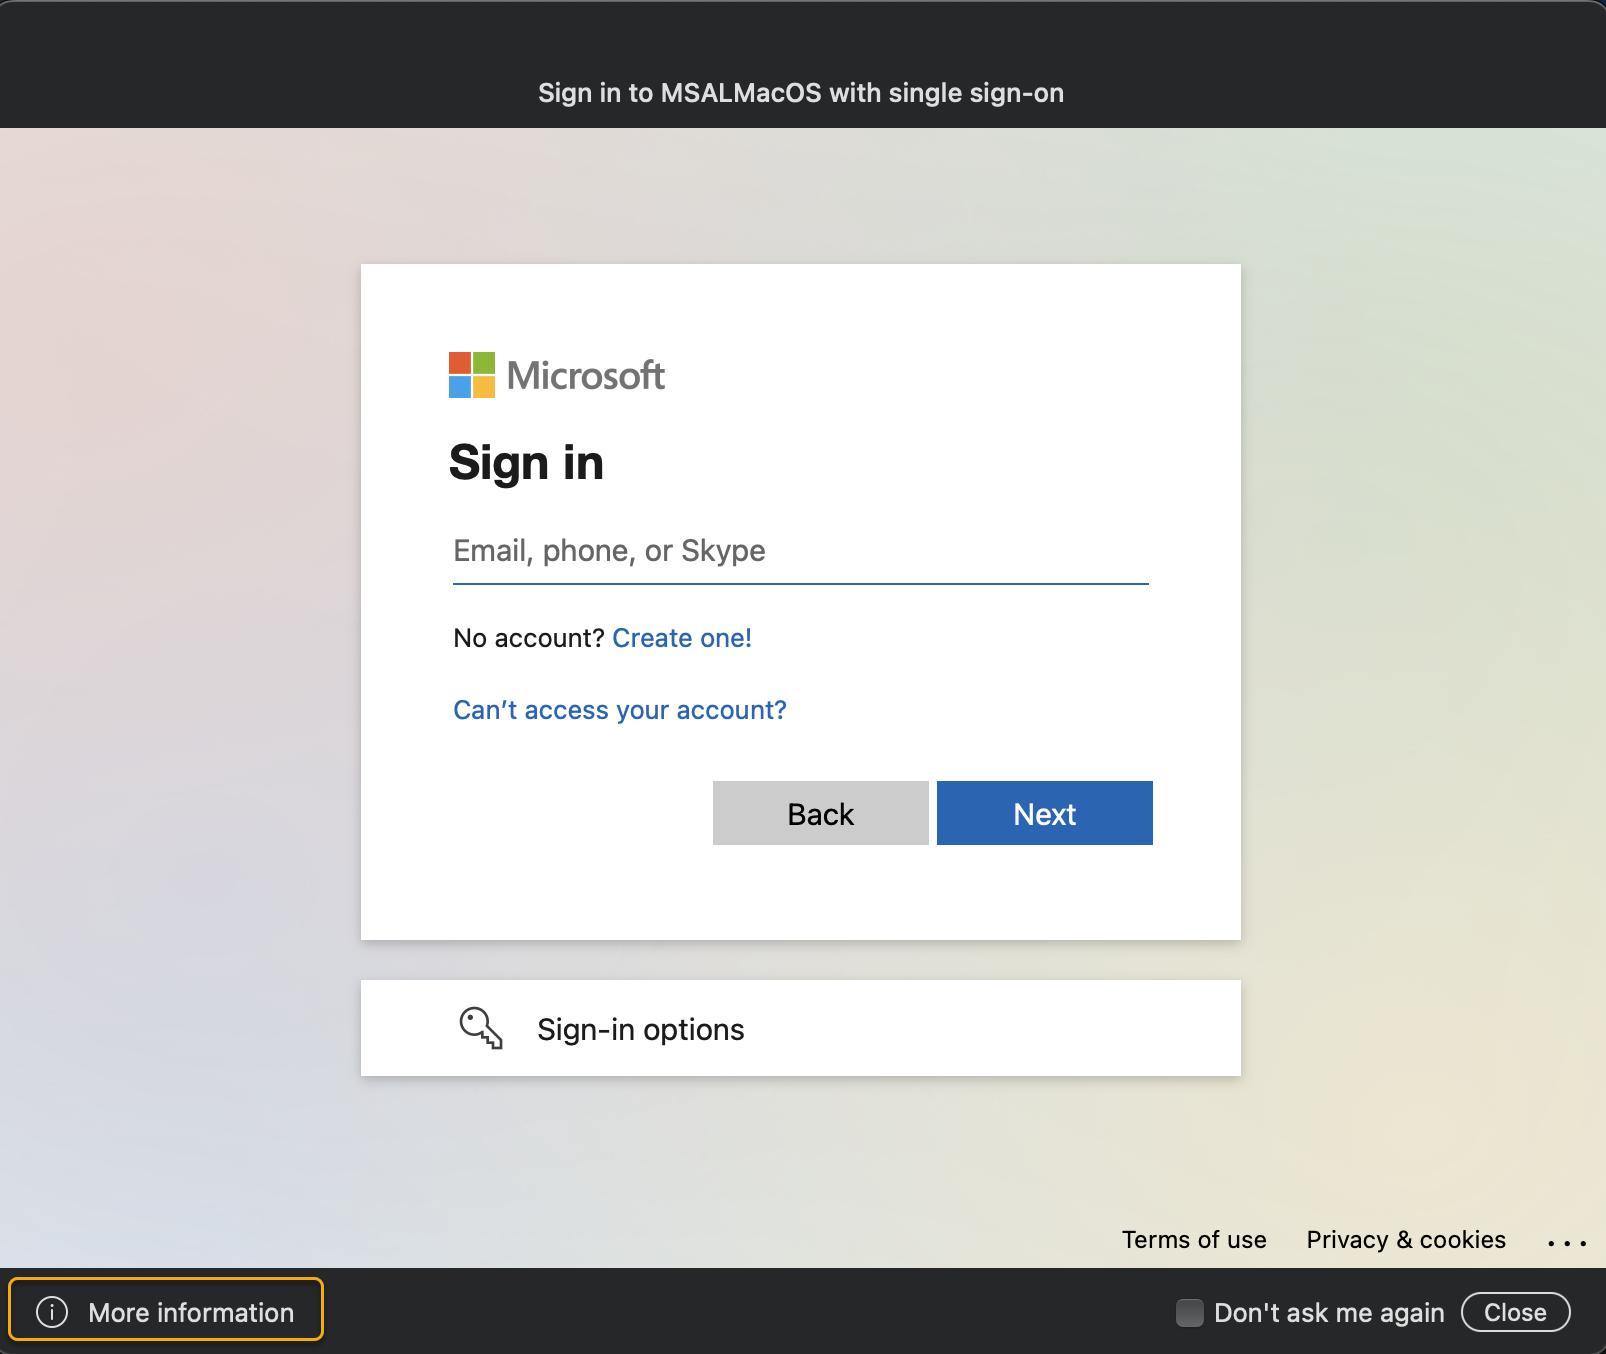 Sign in to MSALMacOS with single sign-on
Microsoft
Sign in
Email, phone, or Skype
No account? Create one!
Can't access your account?
Back
Next
Sign-in options
Terms of use
Privacy & cookies
...
More information
Don't ask me again
Close